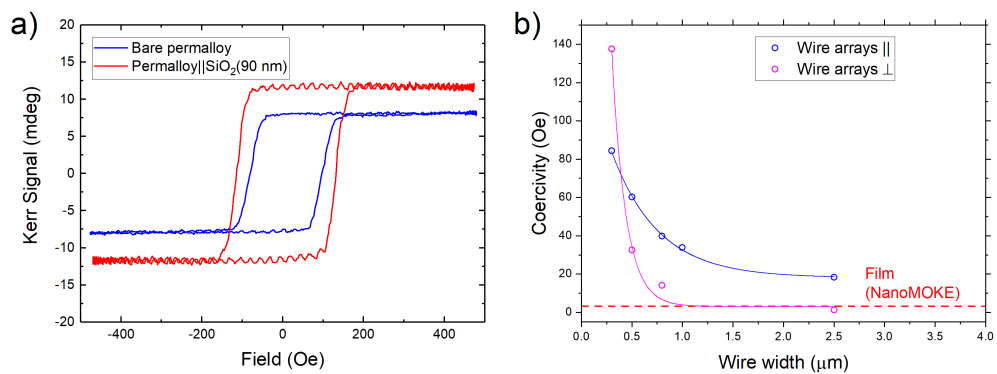 a)
Bare permalloy
Permalloy||SiO₂(90 nm)
20
15
10
5
0
-5
-10
-15
-20
Kerr Signal (mdeg)
-400
-200
0
200
400
Field (Oe)
b)
Wire arrays ||
Wire arrays ⊥
140
120
100
80
60
40
20
0
Coercivity (Oe)
Film
(NanoMOKE)
0.0
0.5
1.0
1.5
2.0
2.5
3.0
3.5
4.0
Wire width (μm)